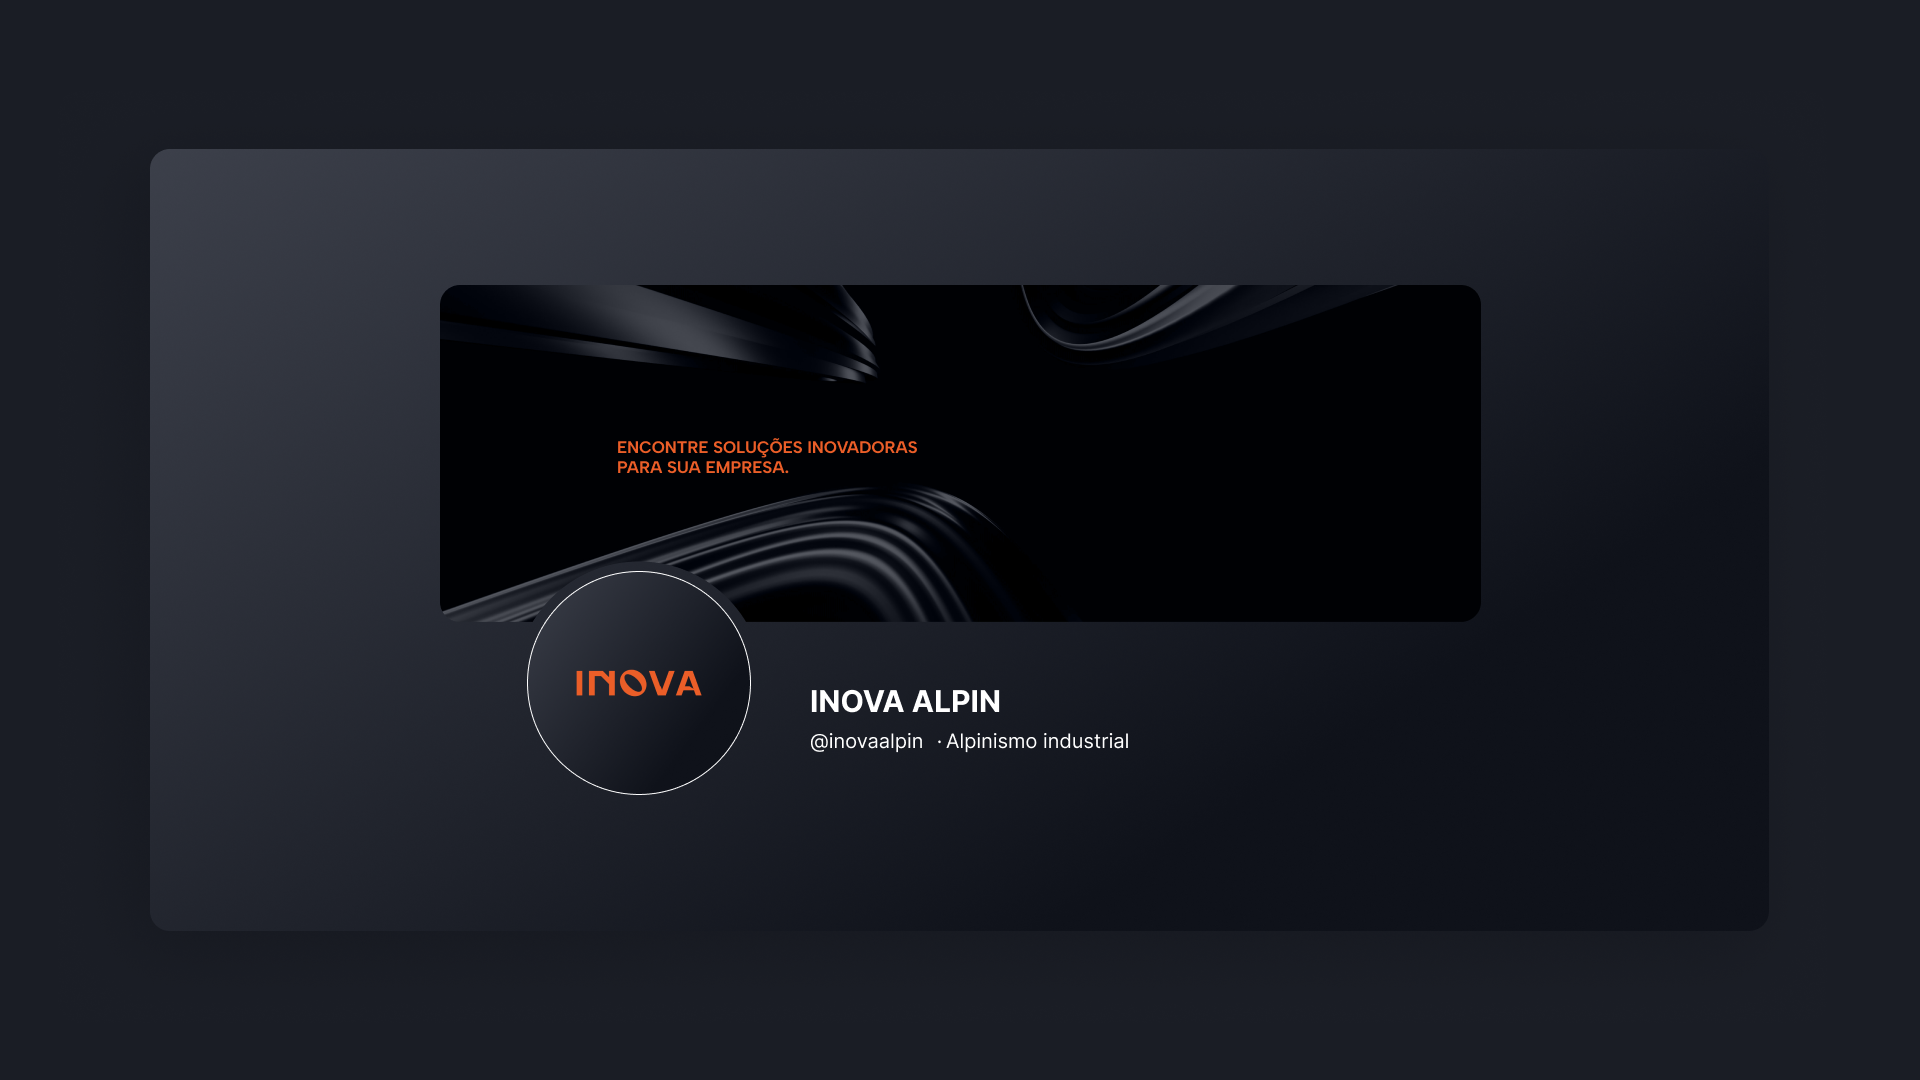 ENCONTRE SOLUÇÕES INOVADORAS
PARA SUA EMPRESA.
INOVA
INOVA ALPIN
@inovaalpin · Alpinismo industrial